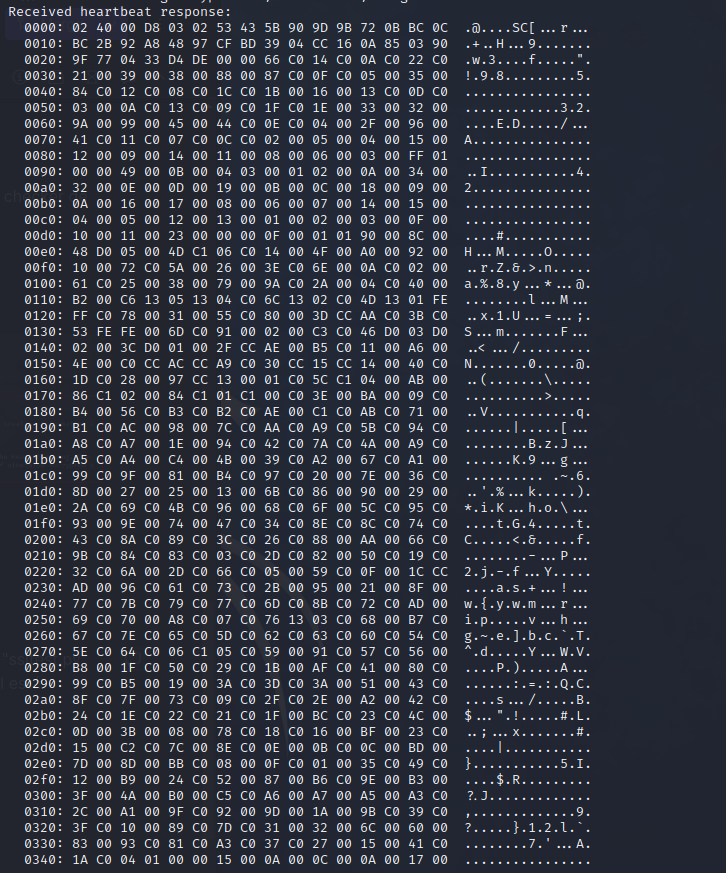 Received heartbeat response:
0000: 02 40 00 D8 03 02 53 43 5B 90 9D 9B 72 0B BC 0C .@....SC[...r...
0010: BC 2B 92 A8 48 97 CF BD 39 04 CC 16 0A 85 03 90 .+..H...9.......
0020: 9F 77 04 33 D4 DE 00 00 66 C0 14 C0 0A C0 22 C0 .w.3....f.....".
0030: 21 00 39 00 38 00 88 00 87 C0 0F C0 05 00 35 00 !.9.8.........5.
0040: 84 C0 12 C0 08 C0 1C C0 1B 00 16 00 13 C0 0D C0 ................
0050: 03 00 0A C0 13 C0 09 C0 1F C0 1E 00 33 00 32 00 ............3.2.
0060: 9A 00 99 00 45 00 44 C0 0E C0 04 00 2F 00 96 00 ....E.D...../...
0070: 41 C0 11 C0 07 C0 0C C0 02 00 05 00 04 00 15 00 A...............
0080: 12 00 09 00 14 00 11 00 08 00 06 00 03 00 FF 01 ................
0090: 00 00 49 00 0B 00 04 03 00 01 02 00 0A 00 34 00 ..I...........4.
00a0: 32 00 0E 00 0D 00 19 00 0B 00 0C 00 18 00 09 00 2...............
00b0: 0A 00 16 00 17 00 08 00 06 00 07 00 14 00 15 00 ................
00c0: 04 00 05 00 12 00 13 00 01 00 02 00 03 00 0F 00 ................
00d0: 10 00 11 00 23 00 00 00 0F 00 01 01 90 00 8C 00 ....#...........
00e0: 48 D0 05 00 4D C1 06 C0 14 00 4F 00 A0 00 92 00 H...M.....O.....
00f0: 10 00 72 C0 5A 00 26 00 3E C0 6E 00 0A C0 02 00 ..r.Z.&.>.n.....
0100: 61 C0 25 00 38 00 79 00 9A C0 2A 00 04 C0 40 00 a.%.8.y...*...@.
0110: B2 00 C6 13 05 13 04 C0 6C 13 02 C0 4D 13 01 FE ........l...M...
0120: FF C0 78 00 31 00 55 C0 80 00 3D CC AA C0 3B C0 ..x.1.U...=...;.
0130: 53 FE FE 00 6D C0 91 00 02 00 C3 C0 46 D0 03 D0 S...m.......F...
0140: 02 00 3C D0 01 00 2F CC AE 00 B5 C0 11 00 A6 00 ..<.../.........
0150: 4E 00 C0 CC AC CC A9 C0 30 CC 15 CC 14 00 40 C0 N.......0.....@.
0160: 1D C0 28 00 97 CC 13 00 01 C0 5C C1 04 00 AB 00 ..(.......\.....
0170: 86 C1 02 00 84 C1 01 C1 00 C0 3E 00 BA 00 09 C0 ..........>.....
0180: B4 00 56 C0 B3 C0 B2 C0 AE 00 C1 C0 AB C0 71 00 ..V...........q.
0190: B1 C0 AC 00 98 00 7C C0 AA C0 A9 C0 5B C0 94 C0 ......|.....[...
01a0: A8 C0 A7 00 1E 00 94 C0 42 C0 7A C0 4A 00 A9 C0 ........B.z.J...
01b0: A5 C0 A4 00 C4 00 4B 00 39 C0 A2 00 67 C0 A1 00 ......K.9...g...
01c0: 99 C0 9F 00 81 00 B4 C0 97 C0 20 00 7E 00 36 C0 .......... .~.6.
01d0: 8D 00 27 00 25 00 13 00 6B C0 86 00 90 00 29 00 ..'.%...k.....).
01e0: 2A C0 69 C0 4B C0 96 00 68 C0 6F 00 5C 00 95 C0 *.i.K...h.o.\...
01f0: 93 00 9E 00 74 00 47 C0 34 C0 8E C0 8C C0 74 C0 ....t.G.4.....t.
0200: 43 C0 8A C0 89 C0 3C C0 26 C0 88 00 AA 00 66 C0 C.....<.&.....f.
0210: 9B C0 84 C0 83 C0 03 C0 2D C0 82 00 50 C0 19 C0 ........-...P...
0220: 32 C0 6A 00 2D C0 66 C0 05 00 59 C0 0F 00 1C CC 2.j.-.f...Y.....
0230: AD 00 96 C0 61 C0 73 C0 2B 00 95 00 21 00 8F 00 ....a.s.+...!...
0240: 77 C0 7B C0 79 C0 77 C0 6D C0 8B C0 72 C0 AD 00 w.{.y.w.m...r...
0250: 69 C0 70 00 A8 C0 07 C0 76 13 03 C0 68 00 B7 C0 i.p.....v...h...
0260: 67 C0 7E C0 65 C0 5D C0 62 C0 63 C0 60 C0 54 C0 g.~.e.].b.c.`.T.
0270: 5E C0 64 C0 06 C1 05 C0 59 00 91 C0 57 C0 56 00 ^.d.....Y...W.V.
0280: B8 00 1F C0 50 C0 29 C0 1B 00 AF C0 41 00 80 C0 ....P.).....A...
0290: 99 C0 B5 00 19 00 3A C0 3D C0 3A 00 51 00 43 C0 ......:.=.:.Q.C.
02a0: 8F C0 7F 00 73 C0 09 C0 2F C0 2E 00 A2 00 42 C0 ....s.../.....B.
02b0: 24 C0 1E C0 22 C0 21 C0 1F 00 BC C0 23 C0 4C 00 $...".!.....#.L.
02c0: 0D 00 3B 00 08 00 78 C0 18 C0 16 00 BF 00 23 C0 ..;...x.......#.
02d0: 15 00 C2 C0 7C 00 8E C0 0E 00 0B C0 0C 00 BD 00 ....|...........
02e0: 7D 00 8D 00 BB C0 08 00 0F C0 01 00 35 C0 49 C0 }...........5.I.
02f0: 12 00 B9 00 24 C0 52 00 87 00 B6 C0 9E 00 B3 00 ....$.R.........
0300: 3F 00 4A 00 B0 00 C5 C0 A6 00 A7 00 A5 00 A3 C0 ?.J.............
0310: 2C 00 A1 00 9F C0 92 00 9D 00 1A 00 9B C0 39 C0 ,.............9.
0320: 3F C0 10 00 89 C0 7D C0 31 00 32 00 6C 00 60 00 ?.....}.1.2.l.`.
0330: 83 00 93 C0 81 C0 A3 C0 37 C0 27 00 15 00 41 C0 ........7.'...A.
0340: 1A C0 04 01 00 00 15 00 0A 00 0C 00 0A 00 17 00 ................